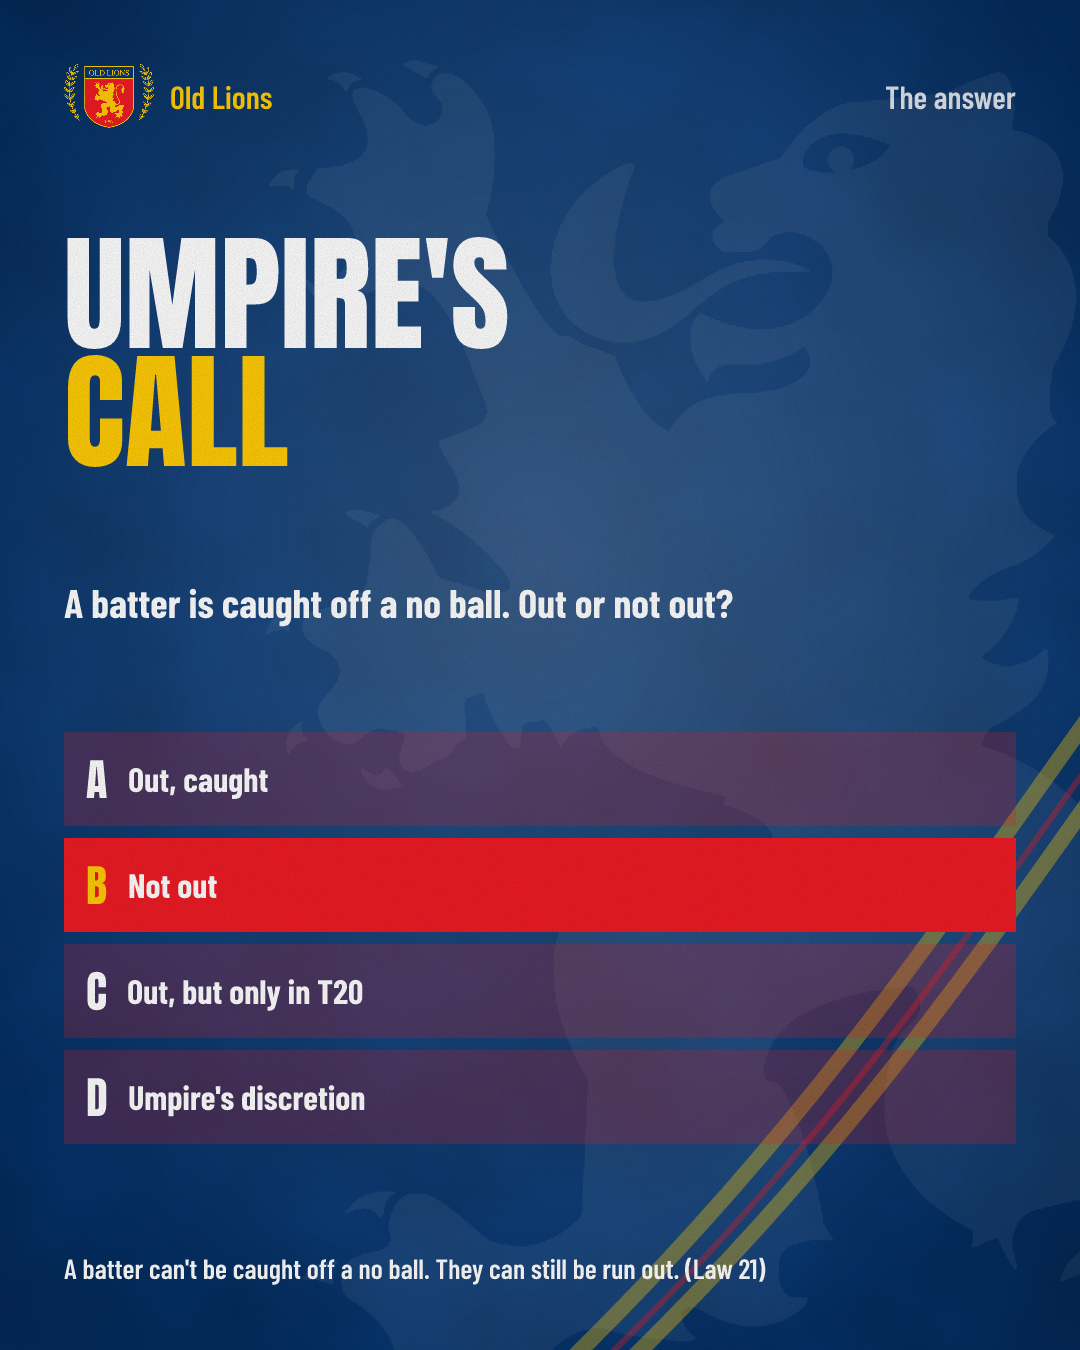 OLD LIONS
Old Lions
The answer
UMPIRE'S
CALL
A batter is caught off a no ball. Out or not out?
A Out, caught
B Not out
C Out, but only in T20
D Umpire's discretion
A batter can't be caught off a no ball. They can still be run out. (Law 21)